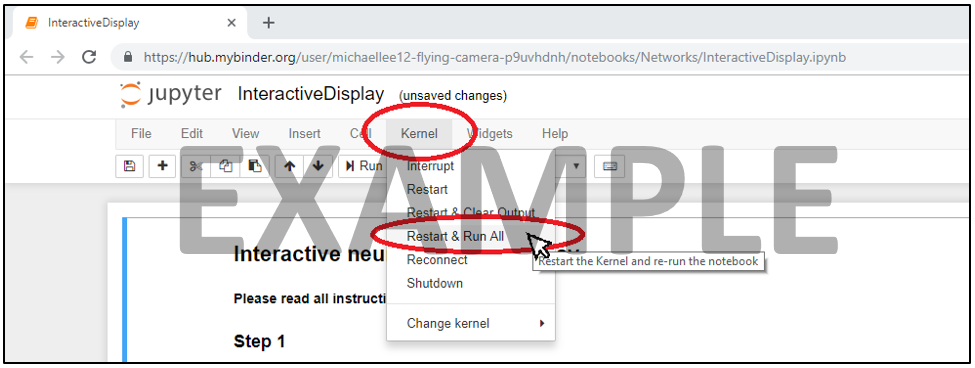 InteractiveDisplay
https://hub.mybinder.org/user/michaellee12-flying-camera-p9uvhdnh/notebooks/Networks/InteractiveDisplay.ipynb
jupyter InteractiveDisplay (unsaved changes)
File Edit View Insert Cell Kernel Widgets Help
Run
EXAMPLE
Interrupt
Restart
Restart & Clear Output
Restart & Run All
Reconnect
Shutdown
Change kernel
Restart the Kernel and re-run the notebook
Interactive
Please read all
Step 1